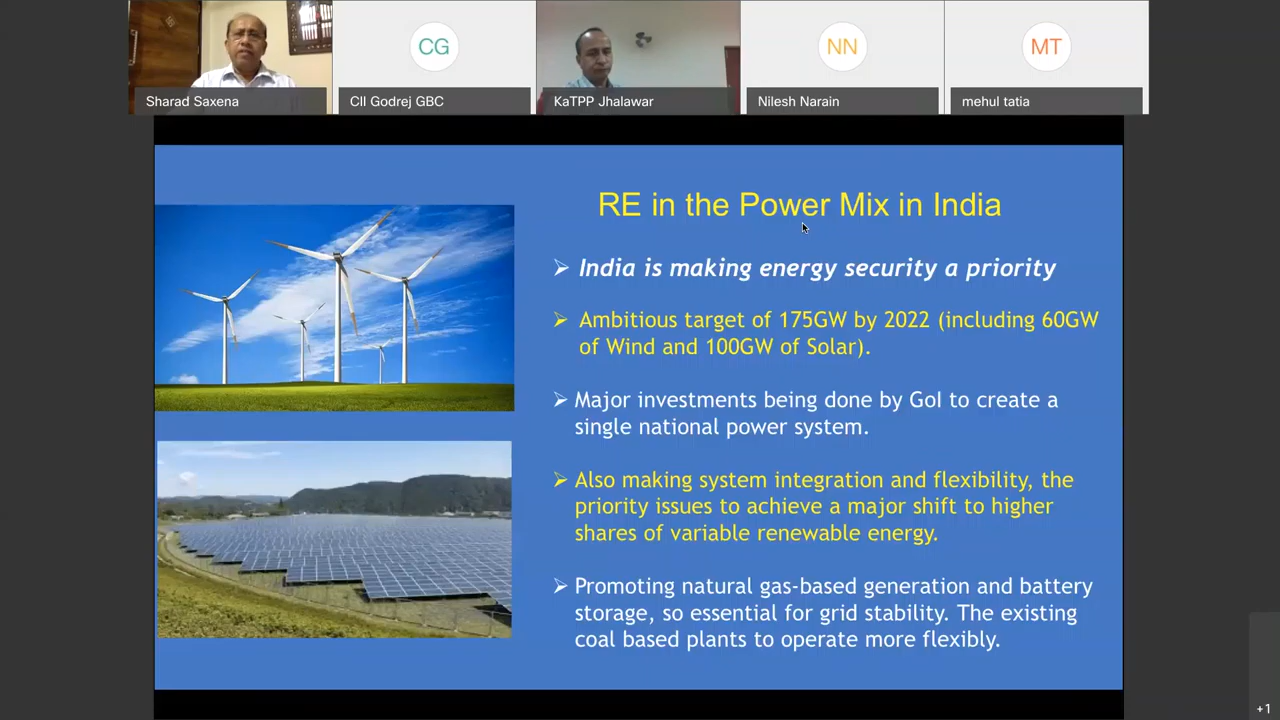 CG
NN
MT
Sharad Saxena
CII Godrej GBC
KaTPP Jhalawar
Nilesh Narain
mehul tatia
RE in the Power Mix in India
➢ India is making energy security a priority
➢ Ambitious target of 175GW by 2022 (including 60GW
of Wind and 100GW of Solar).
➢ Major investments being done by GoI to create a
single national power system.
➢ Also making system integration and flexibility, the
priority issues to achieve a major shift to higher
shares of variable renewable energy.
➢ Promoting natural gas-based generation and battery
storage, so essential for grid stability. The existing
coal based plants to operate more flexibly.
+1